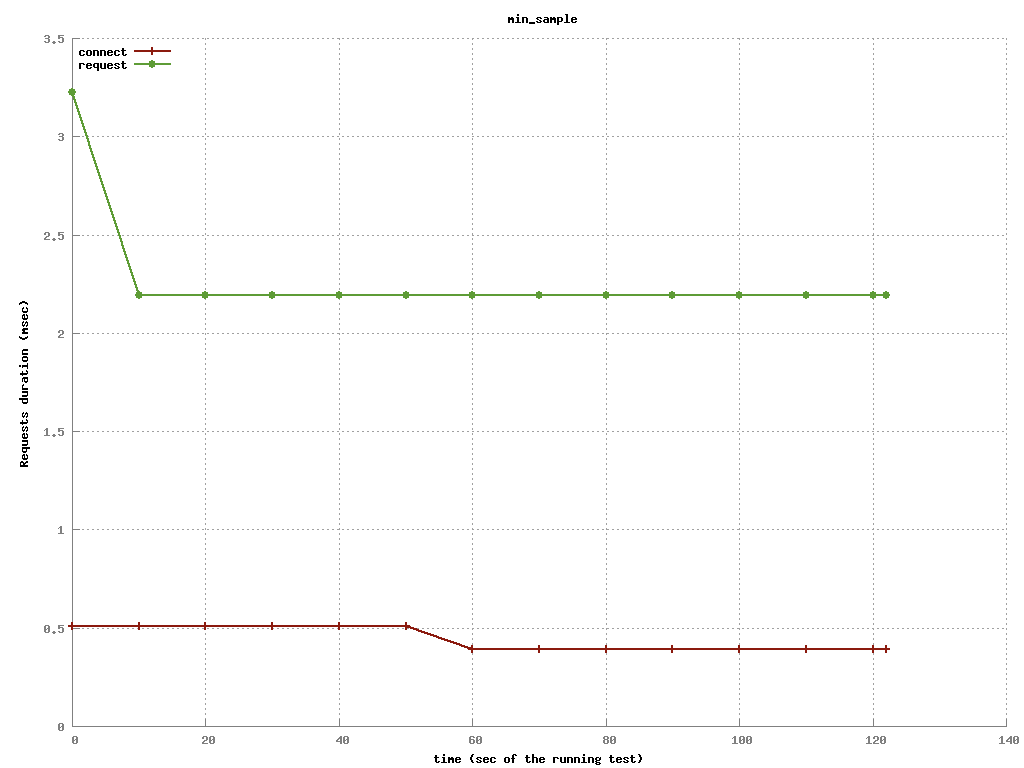 min_sample
3.5
connect
request
3
2.5
2
1.5
1
0.5
0
Requests duration (msec)
0 20 40 60 80 100 120 140
time (sec of the running test)